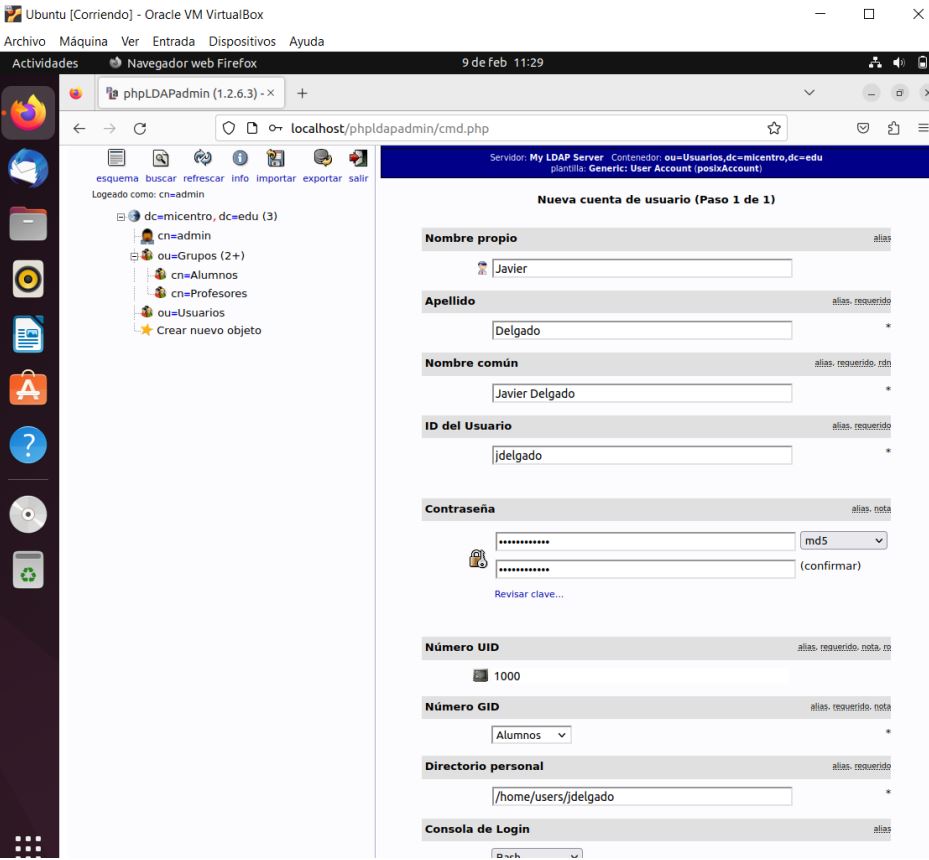 Ubuntu [Corriendo] - Oracle VM VirtualBox
Archivo Máquina Ver Entrada Dispositivos Ayuda
Actividades Navegador web Firefox 9 de feb 11:29
phpLDAPadmin (1.2.6.3) - × +
localhost/phpldapadmin/cmd.php
esquema buscar refrescar info importar exportar salir
Logeado como: cn=admin
dc=micentro, dc=edu (3)
cn=admin
ou=Grupos (2+)
cn=Alumnos
cn=Profesores
ou=Usuarios
Crear nuevo objeto
Servidor: My LDAP Server Contenedor: ou=Usuarios,dc=micentro,dc=edu
plantilla: Generic: User Account (posixAccount)
Nueva cuenta de usuario (Paso 1 de 1)
Nombre propio alias
Javier
Apellido alias, requerido
Delgado *
Nombre común alias, requerido, rdn
Javier Delgado *
ID del Usuario alias, requerido
jdelgado *
Contraseña alias, nota
•••••••••••• md5
•••••••••••• (confirmar)
Revisar clave...
Número UID alias, requerido, nota, ro
1000
Número GID alias, requerido, nota
Alumnos *
Directorio personal alias, requerido
/home/users/jdelgado *
Consola de Login alias
Bash